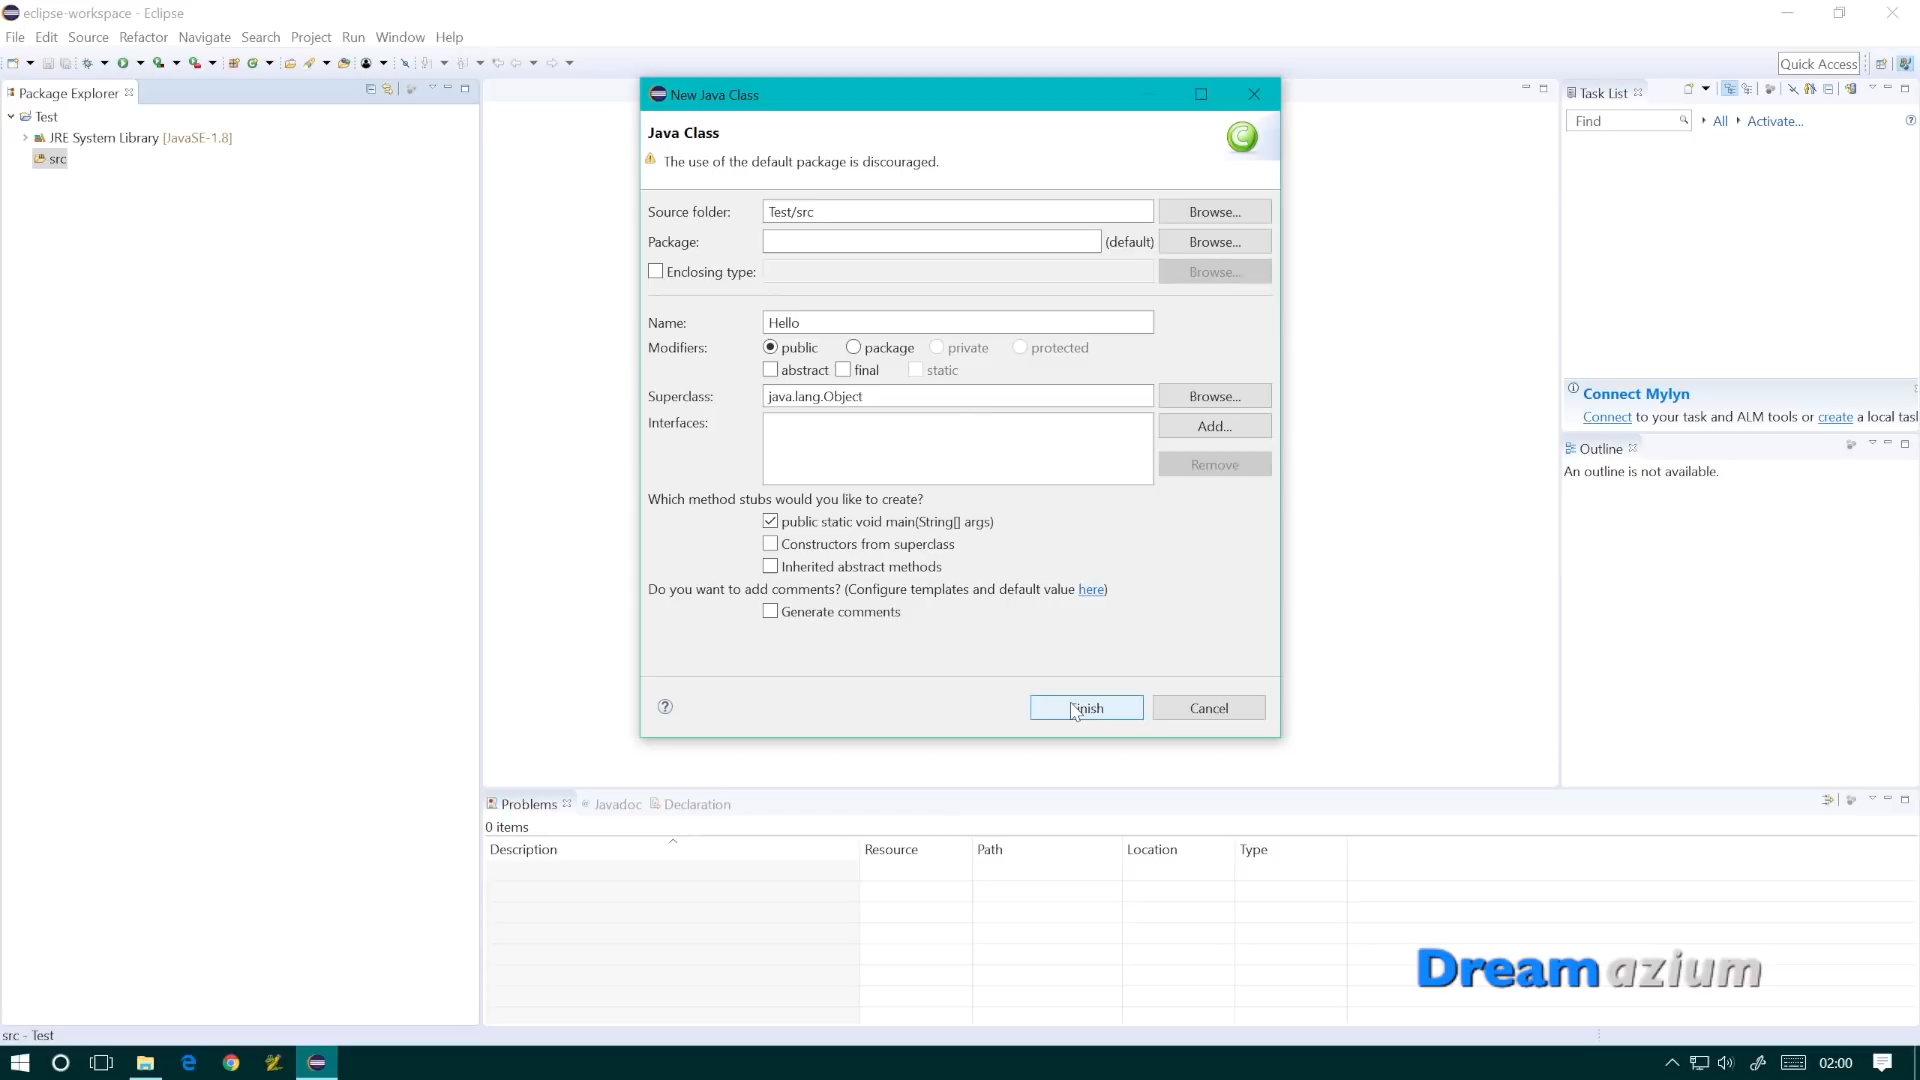 eclipse-workspace - Eclipse
File Edit Source Refactor Navigate Search Project Run Window Help
Quick Access
Package Explorer
Test
JRE System Library [JavaSE-1.8]
src
New Java Class
Java Class
The use of the default package is discouraged.
Source folder: Test/src Browse...
Package: (default) Browse...
Enclosing type: Browse...
Name: Hello
Modifiers: public package private protected
abstract final static
Superclass: java.lang.Object Browse...
Interfaces: Add...
Remove
Which method stubs would you like to create?
public static void main(String[] args)
Constructors from superclass
Inherited abstract methods
Do you want to add comments? (Configure templates and default value here)
Generate comments
Finish Cancel
Task List
Find All Activate...
Connect Mylyn
Connect to your task and ALM tools or create a local task
Outline
An outline is not available.
Problems Javadoc Declaration
0 items
Description Resource Path Location Type
Dream azium
src - Test
02:00